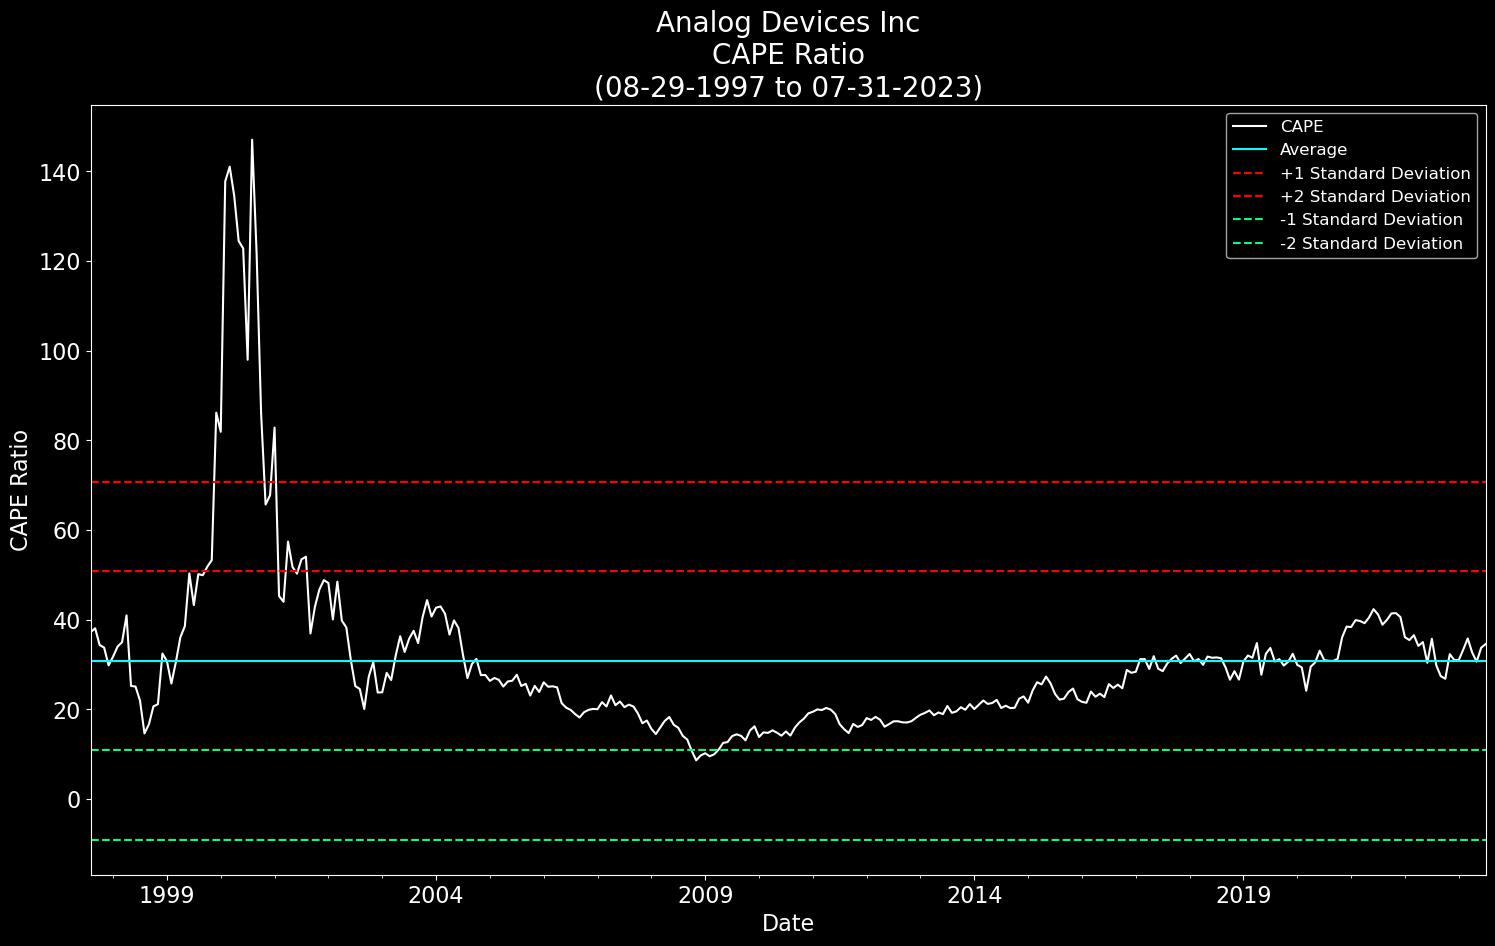 Analog Devices Inc
CAPE Ratio
(08-29-1997 to 07-31-2023)
CAPE
Average
+1 Standard Deviation
+2 Standard Deviation
-1 Standard Deviation
-2 Standard Deviation
CAPE Ratio
140
120
100
80
60
40
20
0
1999 2004 2009 2014 2019
Date